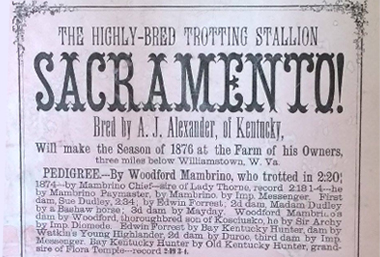 THE HIGHLY-BRED TROTTING STALLION
SACRAMENTO!
Bred by A. J. Alexander, of Kentucky,
Will make the Season of 1876 at the Farm of his Owners,
three miles below Williamstown, W. Va.
PEDIGREE.—By Woodford Mambrino, who trotted in 2:20,
1874—by Mambrino Chief—sire of Lady Thorne, record 2:18 1-4—he
by Mambrino Paymaster, by Mambrino, by Imp. Messenger. First
dam, Sue Dudley, 2:34, by Edwin Forrest, 2d dam, Madam Dudley
by a Bashaw horse; 3d dam by Mayday. Woodford Mambrino's
dam by Woodford, thoroughbred son of Kosciusko, he by Sir Archy
by Imp. Diomede. Edwin Forrest by Bay Kentucky Hunter, dam by
Watkin's Young Highlander, 2d dam by Duroc, third dam by Imp.
Messenger. Bay Kentucky Hunter by Old Kentucky Hunter, grand-
sire of Flora Temple—record